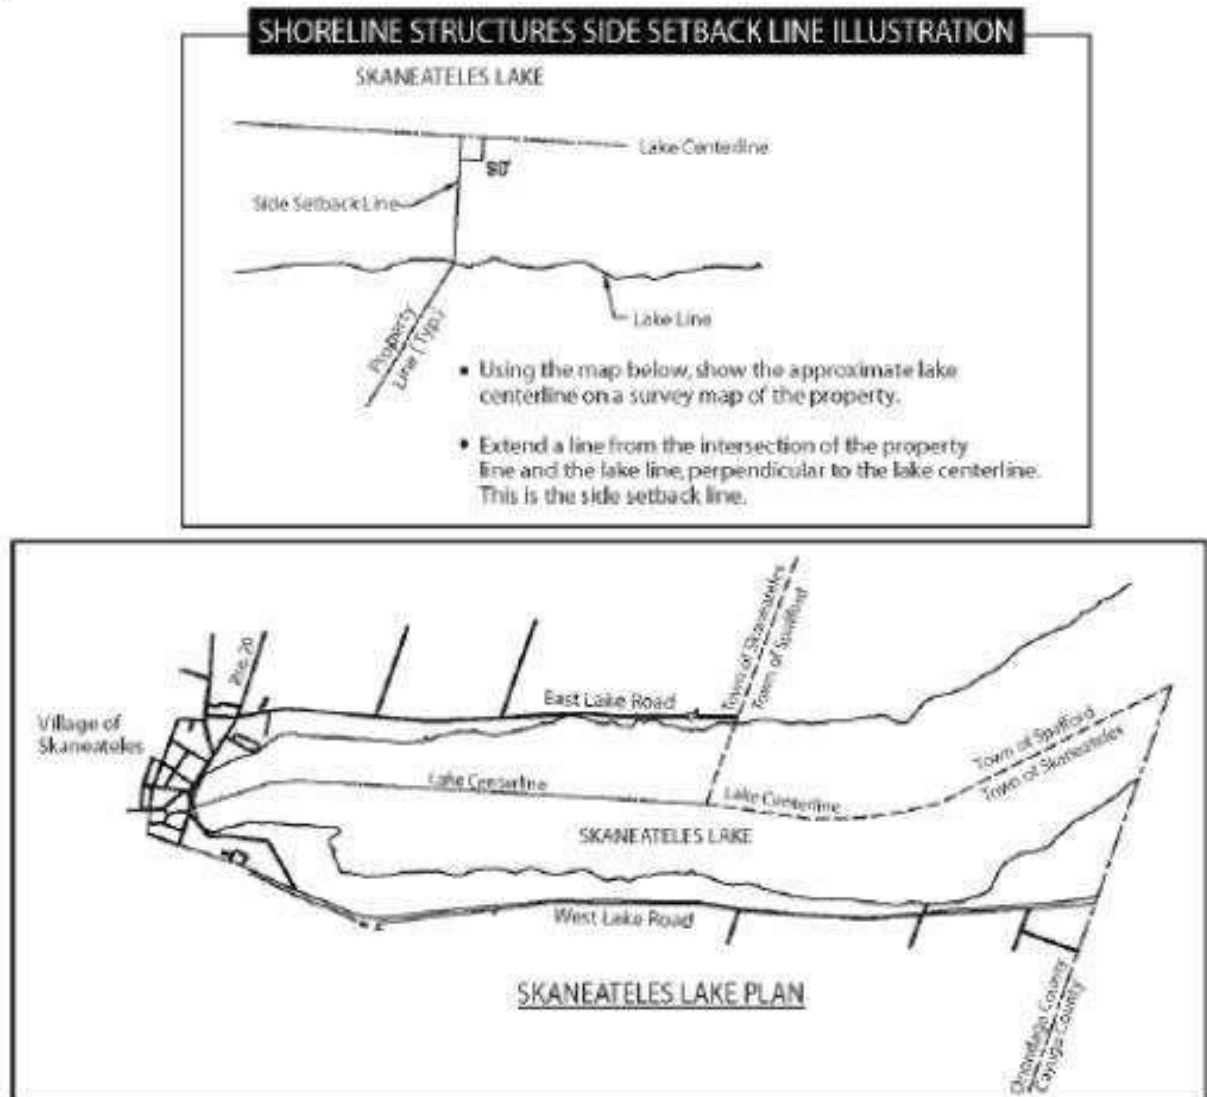 SHORELINE STRUCTURES SIDE SETBACK LINE ILLUSTRATION
SKANEATELES LAKE
Lake Centerline
90°
Side Setback Line
Lake Line
Property
Line (Typ.)
• Using the map below, show the approximate lake
centerline on a survey map of the property.
• Extend a line from the intersection of the property
line and the lake line, perpendicular to the lake centerline.
This is the side setback line.
Town of Skaneateles
Town of Spafford
Rte. 20
East Lake Road
Village of
Skaneateles
Town of Spafford
Town of Skaneateles
Lake Centerline
Lake Centerline
SKANEATELES LAKE
West Lake Road
SKANEATELES LAKE PLAN
Onondaga County
Cayuga County